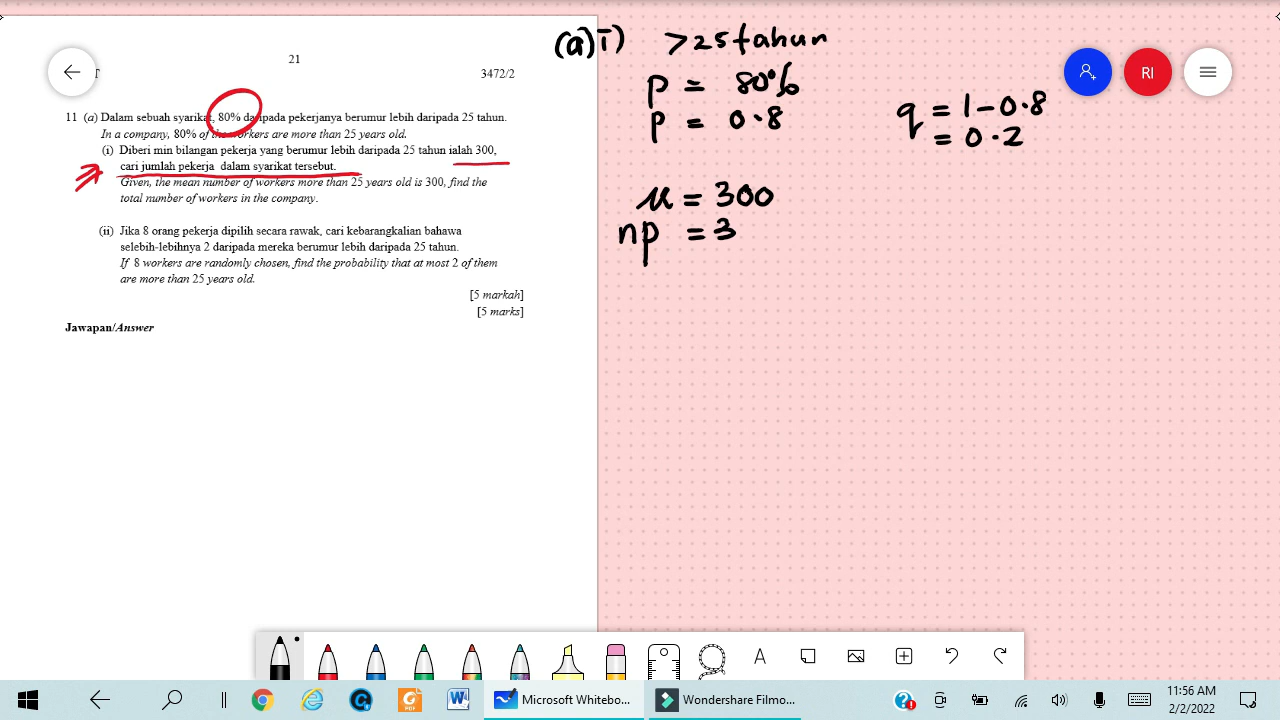 21
T
3472/2
11 (a) Dalam sebuah syarikat, 80% daripada pekerjanya berumur lebih daripada 25 tahun.
In a company, 80% of the workers are more than 25 years old.
(i) Diberi min bilangan pekerja yang berumur lebih daripada 25 tahun ialah 300,
cari jumlah pekerja dalam syarikat tersebut.
Given, the mean number of workers more than 25 years old is 300, find the
total number of workers in the company.
(ii) Jika 8 orang pekerja dipilih secara rawak, cari kebarangkalian bahawa
selebih-lebihnya 2 daripada mereka berumur lebih daripada 25 tahun.
If 8 workers are randomly chosen, find the probability that at most 2 of them
are more than 25 years old.
[5 markah]
[5 marks]
Jawapan/Answer
(a) i) >25 tahun
p = 80%
p = 0.8
q = 1-0.8
= 0.2
μ = 300
np = 3
RI
A
W
PDF
Microsoft Whitebo...
Wondershare Filmo...
11:56 AM
2/2/2022